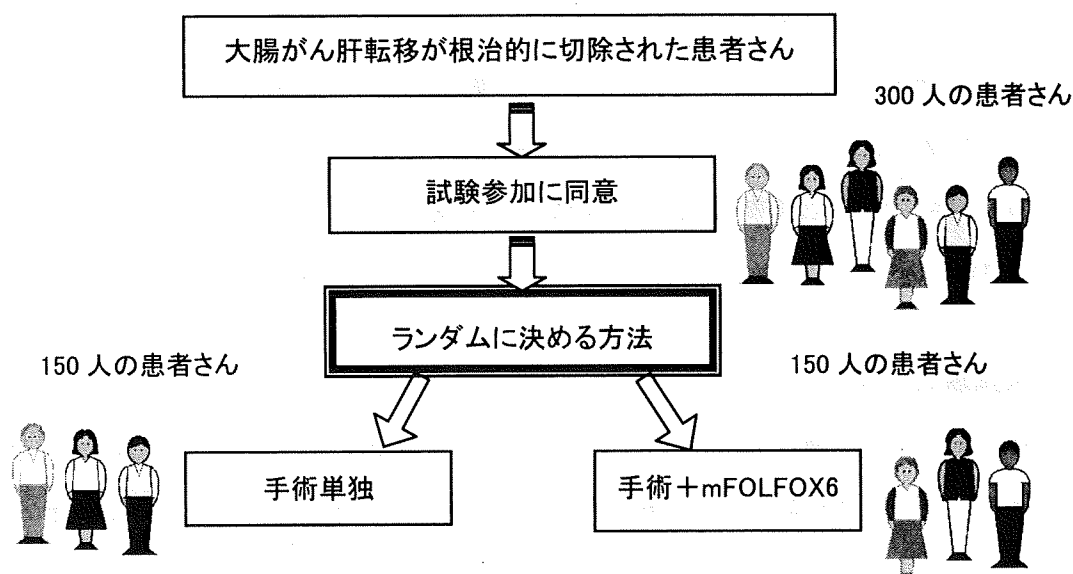 大腸がん肝転移が根治的に切除された患者さん
300 人の患者さん
試験参加に同意
ランダムに決める方法
150 人の患者さん
150 人の患者さん
手術単独
手術＋mFOLFOX6